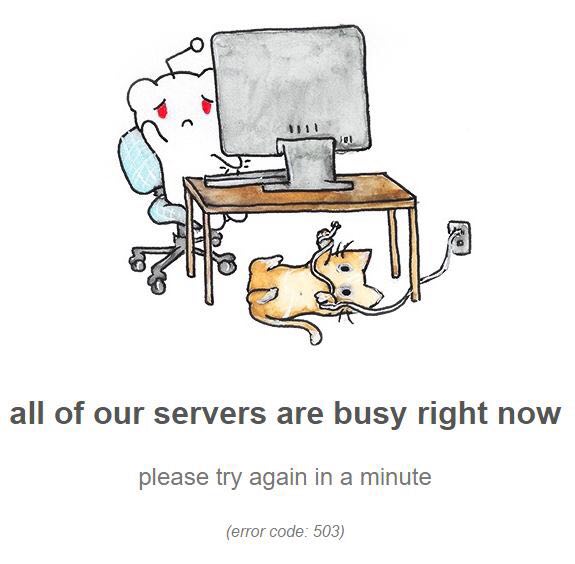 all of our servers are busy right now
please try again in a minute
(error code: 503)